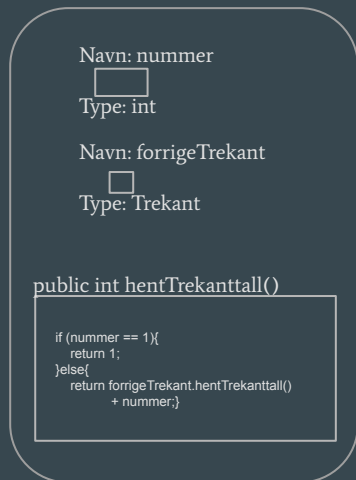 Navn: nummer
Type: int
Navn: forrigeTrekant
Type: Trekant
public int hentTrekanttall()
if (nummer == 1){
return 1;
}else{
return forrigeTrekant.hentTrekanttall()
+ nummer;}